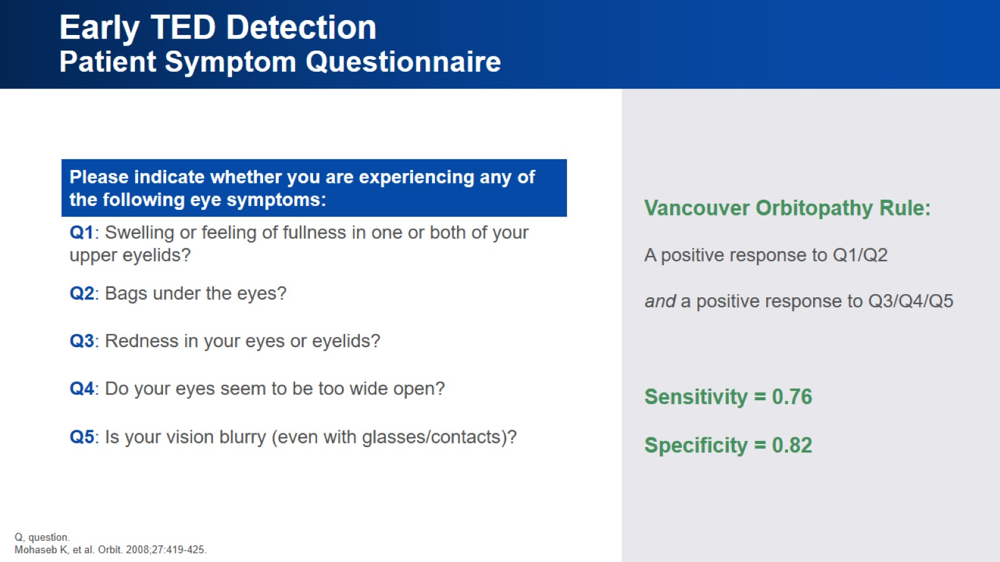 Early TED Detection
Patient Symptom Questionnaire
Please indicate whether you are experiencing any of
the following eye symptoms:
Q1: Swelling or feeling of fullness in one or both of your
upper eyelids?
Q2: Bags under the eyes?
Q3: Redness in your eyes or eyelids?
Q4: Do your eyes seem to be too wide open?
Q5: Is your vision blurry (even with glasses/contacts)?
Vancouver Orbitopathy Rule:
A positive response to Q1/Q2
and a positive response to Q3/Q4/Q5
Sensitivity = 0.76
Specificity = 0.82
Q, question.
Mohaseb K, et al. Orbit. 2008;27:419-425.